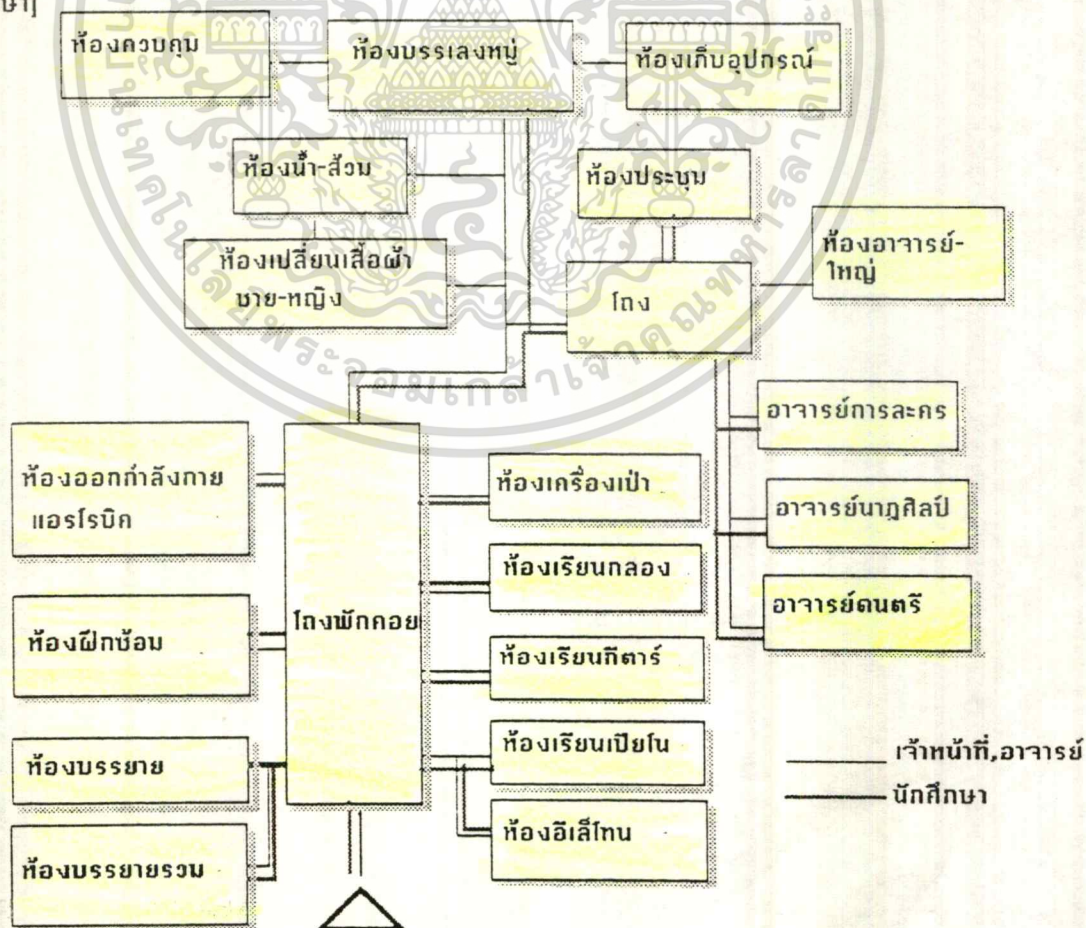 ษา]
ห้องควบคุม
ห้องบรรเลงหมู่
ห้องเก็บอุปกรณ์
ห้องน้ำ-ส้วม
ห้องประชุม
ห้องเปลี่ยนเสื้อผ้า
ชาย-หญิง
โถง
ห้องอาจารย์-
ใหญ่
อาจารย์การละคร
ห้องออกกำลังกาย
แอรโรบิค
ห้องเครื่องเป่า
อาจารย์นาฏศิลป์
ห้องเรียนกลอง
อาจารย์ดนตรี
โถงพักคอย
ห้องฝึกซ้อม
ห้องเรียนกีตาร์
ห้องบรรยาย
ห้องเรียนเปียโน
เจ้าหน้าที่,อาจารย์
นักศึกษา
ห้องอีเล็โทน
ห้องบรรยายรวม